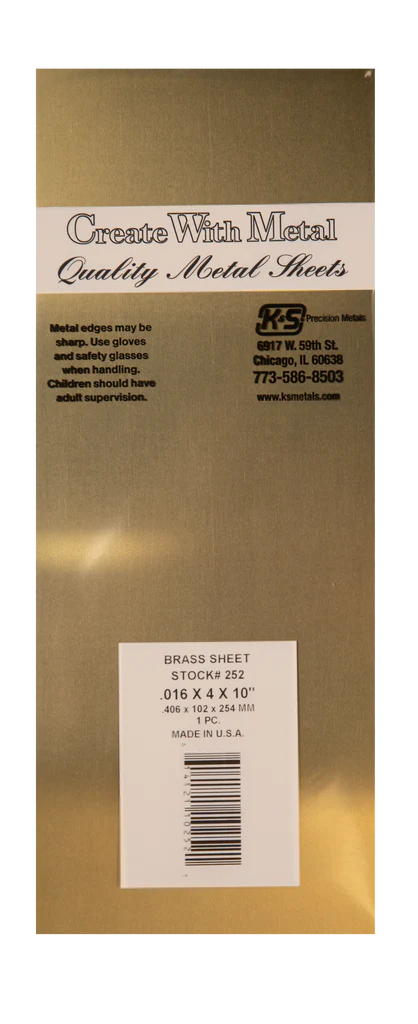 Create With Metal
Quality Metal Sheets
Metal edges may be
sharp. Use gloves
and safety glasses
when handling.
Children should have
adult supervision.
K&S Precision Metals
6917 W. 59th St.
Chicago, IL 60638
773-586-8503
www.ksmetals.com
BRASS SHEET
STOCK# 252
.016 X 4 X 10"
.406 x 102 x 254 MM
1 PC.
MADE IN U.S.A.